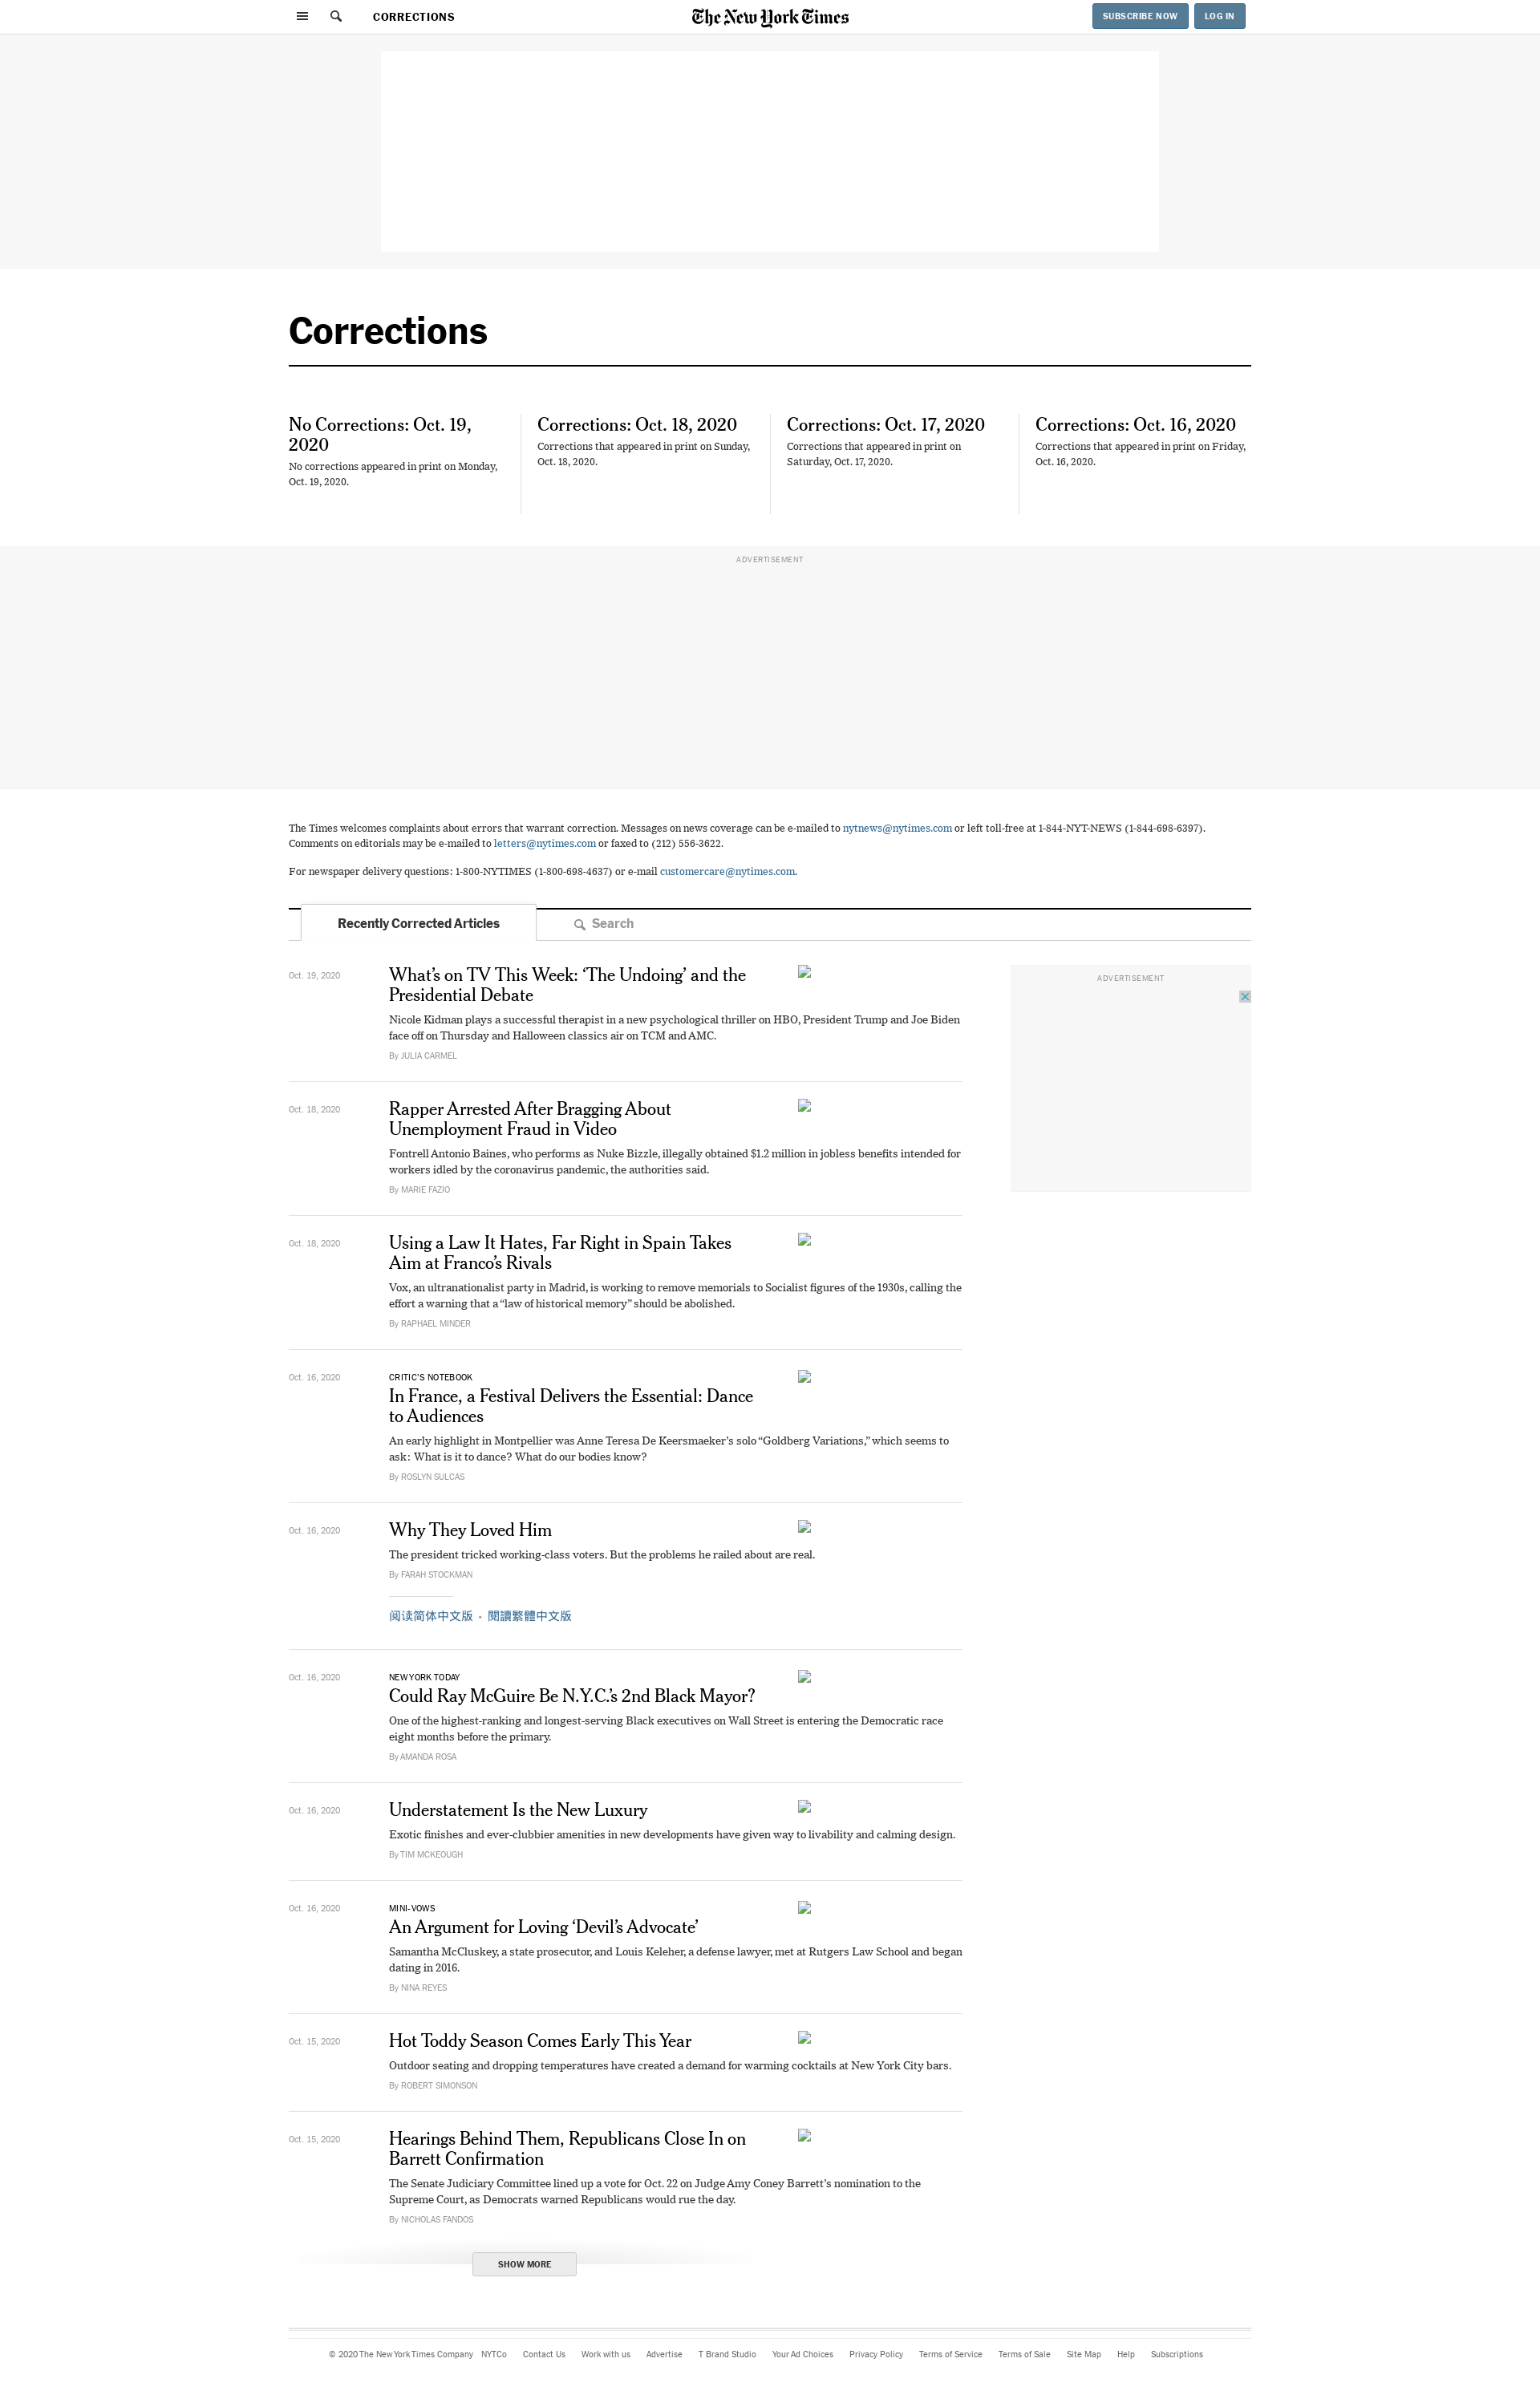 CORRECTIONS
The New York Times
SUBSCRIBE NOW
LOG IN
Corrections
No Corrections: Oct. 19,
2020
No corrections appeared in print on Monday,
Oct. 19, 2020.
Corrections: Oct. 18, 2020
Corrections that appeared in print on Sunday,
Oct. 18, 2020.
Corrections: Oct. 17, 2020
Corrections that appeared in print on
Saturday, Oct. 17, 2020.
Corrections: Oct. 16, 2020
Corrections that appeared in print on Friday,
Oct. 16, 2020.
ADVERTISEMENT
The Times welcomes complaints about errors that warrant correction. Messages on news coverage can be e-mailed to nytnews@nytimes.com or left toll-free at 1-844-NYT-NEWS (1-844-698-6397).
Comments on editorials may be e-mailed to letters@nytimes.com or faxed to (212) 556-3622.
For newspaper delivery questions: 1-800-NYTIMES (1-800-698-4637) or e-mail customercare@nytimes.com.
Recently Corrected Articles
Search
Oct. 19, 2020
What's on TV This Week: ‘The Undoing’ and the
Presidential Debate
Nicole Kidman plays a successful therapist in a new psychological thriller on HBO, President Trump and Joe Biden
face off on Thursday and Halloween classics air on TCM and AMC.
By JULIA CARMEL
ADVERTISEMENT
Oct. 18, 2020
Rapper Arrested After Bragging About
Unemployment Fraud in Video
Fontrell Antonio Baines, who performs as Nuke Bizzle, illegally obtained $1.2 million in jobless benefits intended for
workers idled by the coronavirus pandemic, the authorities said.
By MARIE FAZIO
Oct. 18, 2020
Using a Law It Hates, Far Right in Spain Takes
Aim at Franco’s Rivals
Vox, an ultranationalist party in Madrid, is working to remove memorials to Socialist figures of the 1930s, calling the
effort a warning that a “law of historical memory” should be abolished.
By RAPHAEL MINDER
Oct. 16, 2020
CRITIC'S NOTEBOOK
In France, a Festival Delivers the Essential: Dance
to Audiences
An early highlight in Montpellier was Anne Teresa De Keersmaeker’s solo “Goldberg Variations,” which seems to
ask: What is it to dance? What do our bodies know?
By ROSLYN SULCAS
Oct. 16, 2020
Why They Loved Him
The president tricked working-class voters. But the problems he railed about are real.
By FARAH STOCKMAN
阅读简体中文版 • 閱讀繁體中文版
Oct. 16, 2020
NEW YORK TODAY
Could Ray McGuire Be N.Y.C.’s 2nd Black Mayor?
One of the highest-ranking and longest-serving Black executives on Wall Street is entering the Democratic race
eight months before the primary.
By AMANDA ROSA
Oct. 16, 2020
Understatement Is the New Luxury
Exotic finishes and ever-clubbier amenities in new developments have given way to livability and calming design.
By TIM MCKEOUGH
Oct. 16, 2020
MINI-VOWS
An Argument for Loving ‘Devil’s Advocate’
Samantha McCluskey, a state prosecutor, and Louis Keleher, a defense lawyer, met at Rutgers Law School and began
dating in 2016.
By NINA REYES
Oct. 15, 2020
Hot Toddy Season Comes Early This Year
Outdoor seating and dropping temperatures have created a demand for warming cocktails at New York City bars.
By ROBERT SIMONSON
Oct. 15, 2020
Hearings Behind Them, Republicans Close In on
Barrett Confirmation
The Senate Judiciary Committee lined up a vote for Oct. 22 on Judge Amy Coney Barrett’s nomination to the
Supreme Court, as Democrats warned Republicans would rue the day.
By NICHOLAS FANDOS
SHOW MORE
© 2020 The New York Times Company NYTCo Contact Us Work with us Advertise T Brand Studio Your Ad Choices Privacy Policy Terms of Service Terms of Sale Site Map Help Subscriptions